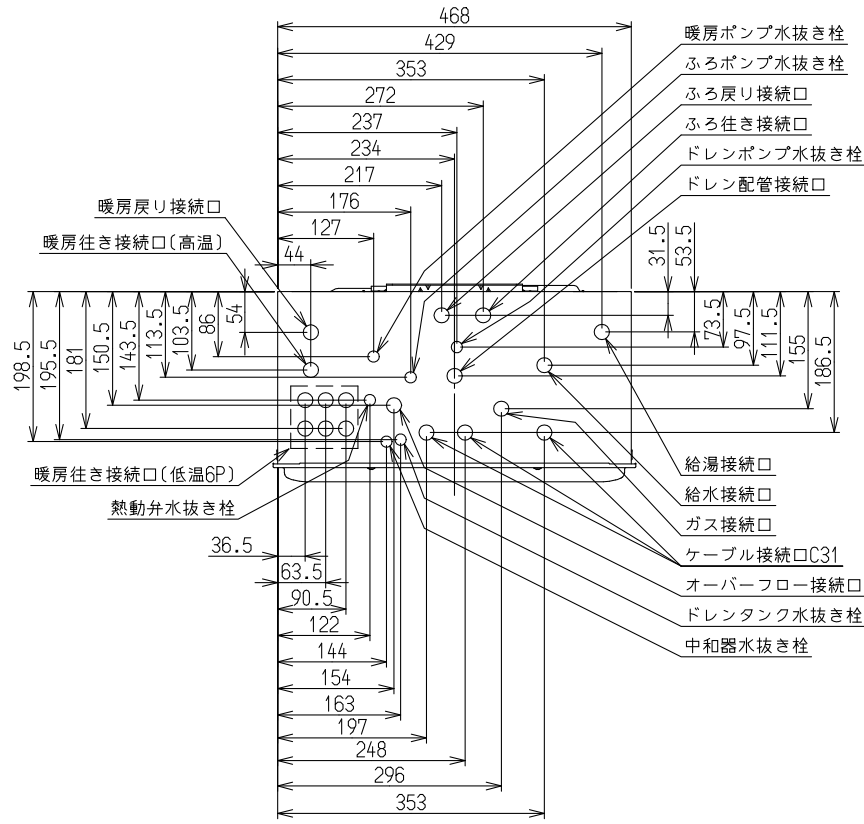 468
429
353
272
237
234
217
176
127
44
暖房ポンプ水抜き栓
ふろポンプ水抜き栓
ふろ戻り接続口
ふろ往き接続口
ドレンポンプ水抜き栓
ドレン配管接続口
暖房戻り接続口
暖房往き接続口(高温)
198.5
195.5
181
150.5
143.5
113.5
103.5
86
54
31.5
53.5
73.5
97.5
111.5
155
186.5
暖房往き接続口(低温6P)
熱動弁水抜き栓
給湯接続口
給水接続口
ガス接続口
ケーブル接続口C31
オーバーフロー接続口
ドレンタンク水抜き栓
中和器水抜き栓
36.5
63.5
90.5
122
144
154
163
197
248
296
353